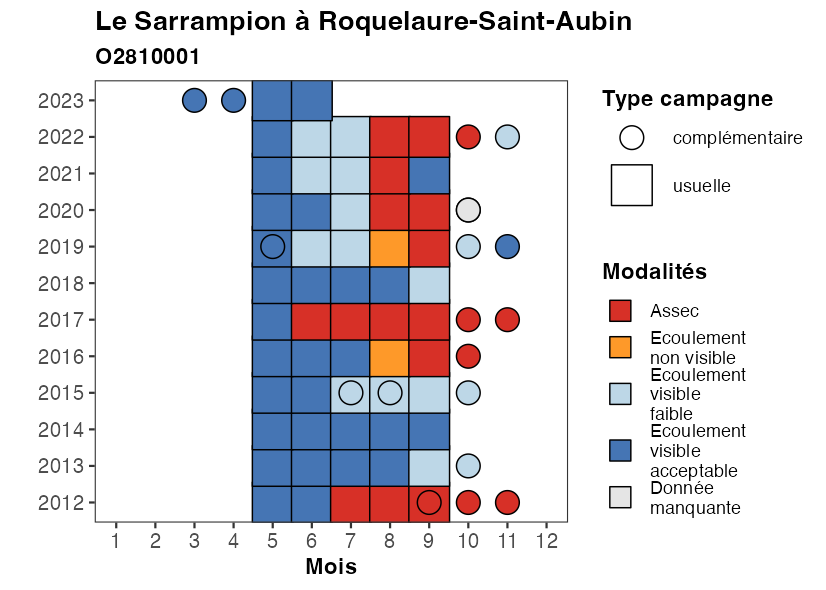 Le Sarrampion à Roquelaure-Saint-Aubin
O2810001
2023
2022
2021
2020
2019
2018
2017
2016
2015
2014
2013
2012
1 2 3 4 5 6 7 8 9 10 11 12
Mois
Type campagne
complémentaire
usuelle
Modalités
Assec
Ecoulement
non visible
Ecoulement
visible
faible
Ecoulement
visible
acceptable
Donnée
manquante